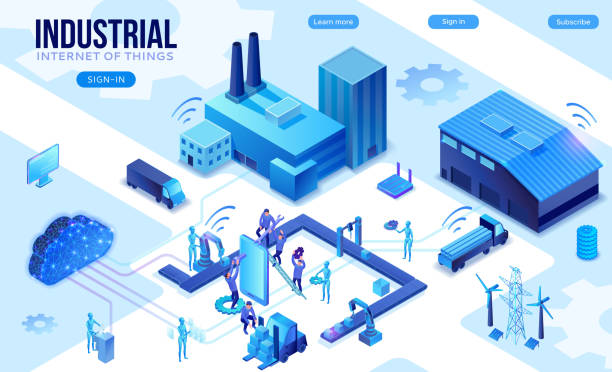 INDUSTRIAL
INTERNET OF THINGS
SIGN-IN
Learn more
Sign in
Subscribe